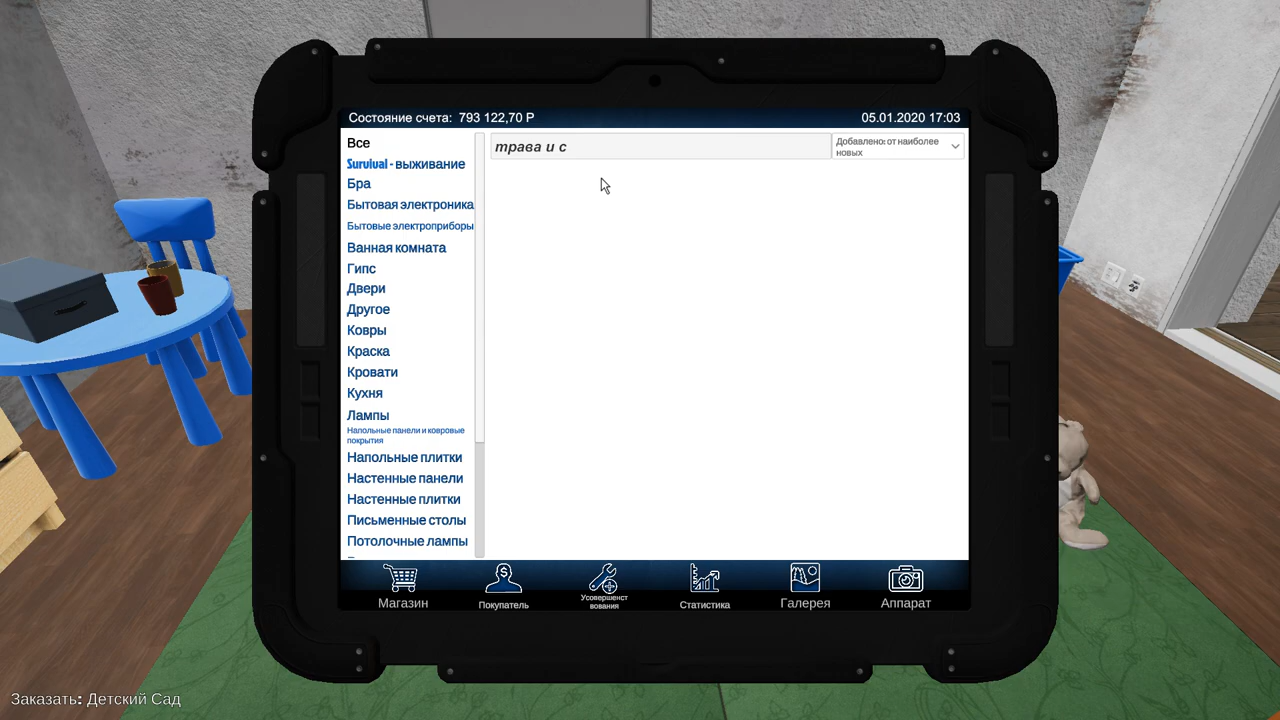 Состояние счета: 793 122,70 Р
05.01.2020 17:03
Все
Survival - выживание
Бра
Бытовая электроника
Бытовые электроприборы
Ванная комната
Гипс
Двери
Другое
Ковры
Краска
Кровати
Кухня
Лампы
Напольные панели и ковровые
покрытия
Напольные плитки
Настенные панели
Настенные плитки
Письменные столы
Потолочные лампы
трава и с
Добавлено: от наиболее
новых
Магазин
Покупатель
Усовершенст
вования
Статистика
Галерея
Аппарат
Заказать: Детский Сад